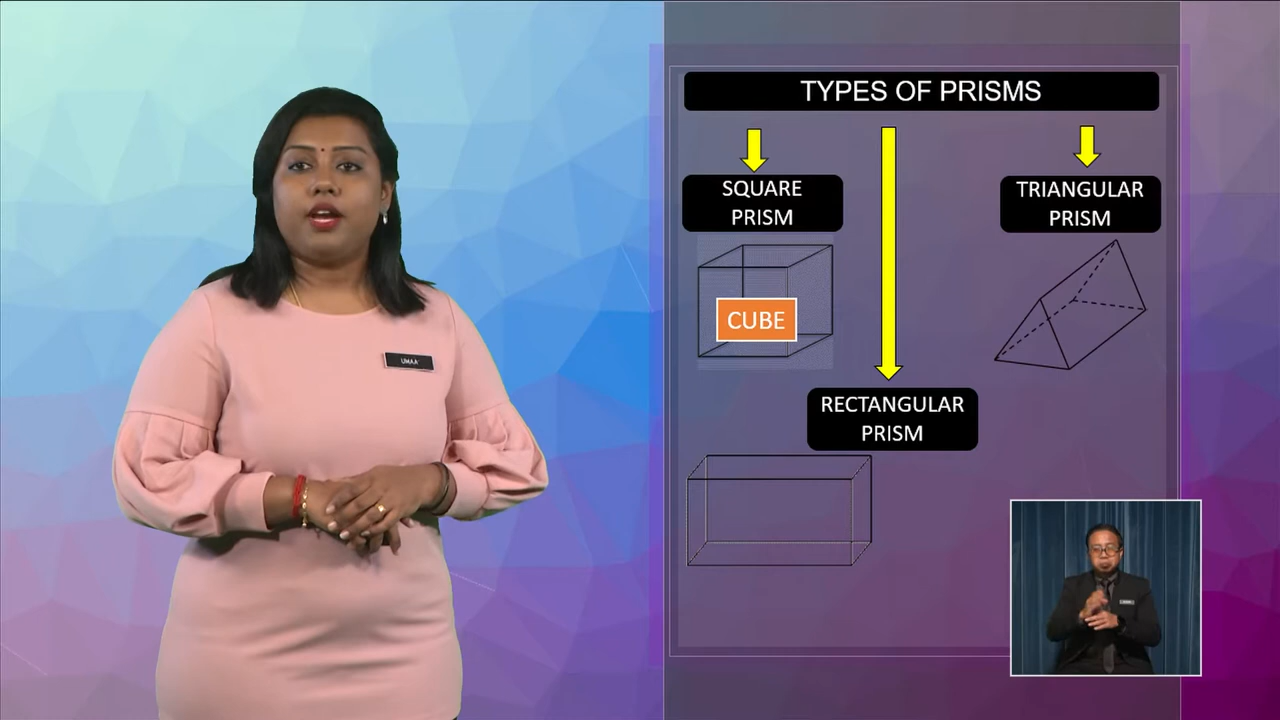 TYPES OF PRISMS
SQUARE
PRISM
TRIANGULAR
PRISM
CUBE
UMAA
RECTANGULAR
PRISM